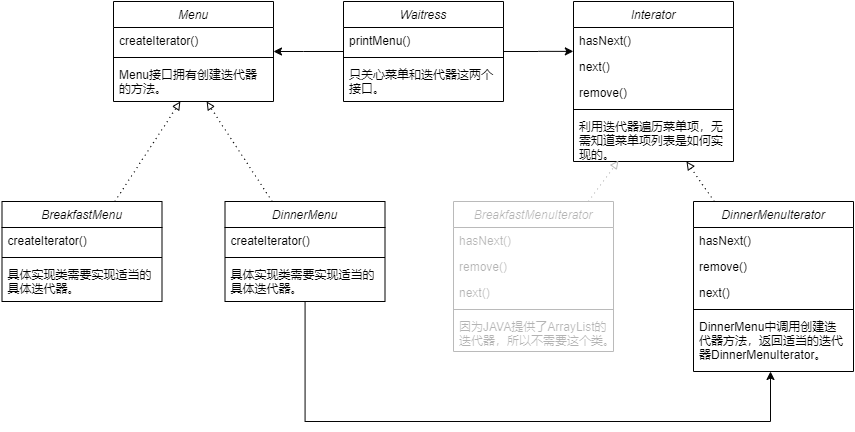 Menu
createIterator()
Menu接口拥有创建迭代器
的方法。
Waitress
printMenu()
只关心菜单和迭代器这两个
接口。
Interator
hasNext()
next()
remove()
利用迭代器遍历菜单项，无
需知道菜单项列表是如何实
现的。
BreakfastMenu
createIterator()
具体实现类需要实现适当的
具体迭代器。
DinnerMenu
createIterator()
具体实现类需要实现适当的
具体迭代器。
BreakfastMenuIterator
hasNext()
remove()
next()
因为JAVA提供了ArrayList的
迭代器，所以不需要这个类。
DinnerMenuIterator
hasNext()
remove()
next()
DinnerMenu中调用创建迭
代器方法，返回适当的迭代
器DinnerMenuIterator。